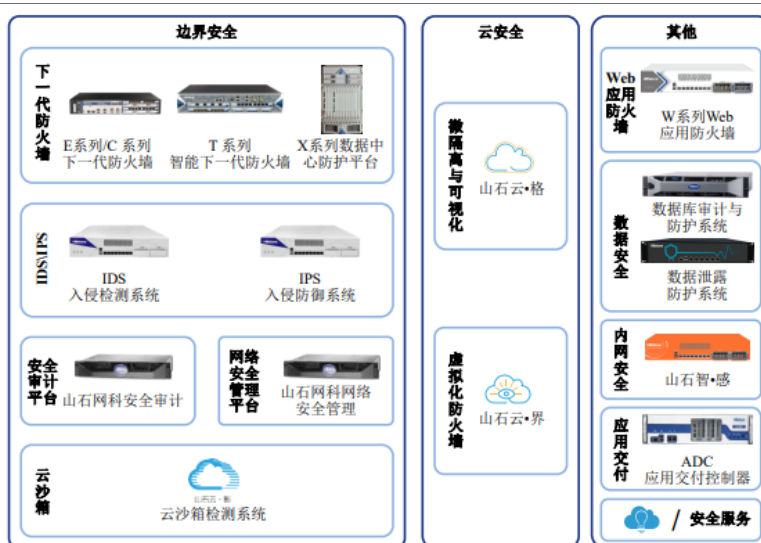 边界安全
下一代防火墙
E系列/C 系列
下一代防火墙
T 系列
智能下一代防火墙
X系列数据中
心防护平台
IDS\IPS
IDS
入侵检测系统
IPS
入侵防御系统
安全
审计
平台
山石网科安全审计
网络
安全
管理
平台
山石网科网络
安全管理
云沙箱
山石云·影
云沙箱检测系统
云安全
微隔离与可视化
山石云•格
虚拟化防火墙
山石云•界
其他
Web
应用
防火
墙
W系列Web
应用防火墙
数据安全
数据库审计与
防护系统
数据泄露
防护系统
内网安全
山石智•感
应用交付
ADC
应用交付控制器
/ 安全服务